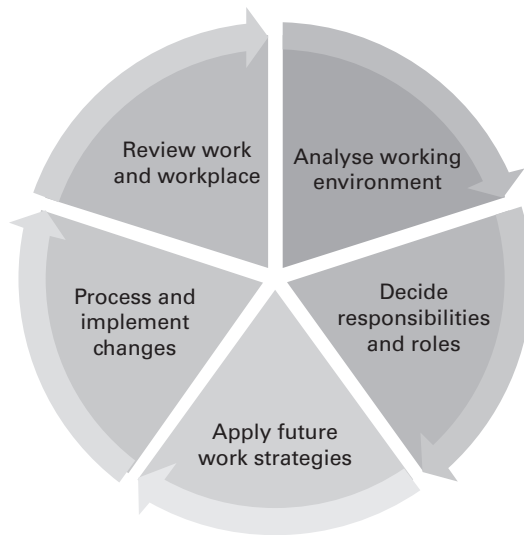 Analyse working
environment
Decide
responsibilities
and roles
Apply future
work strategies
Process and
implement
changes
Review work
and workplace